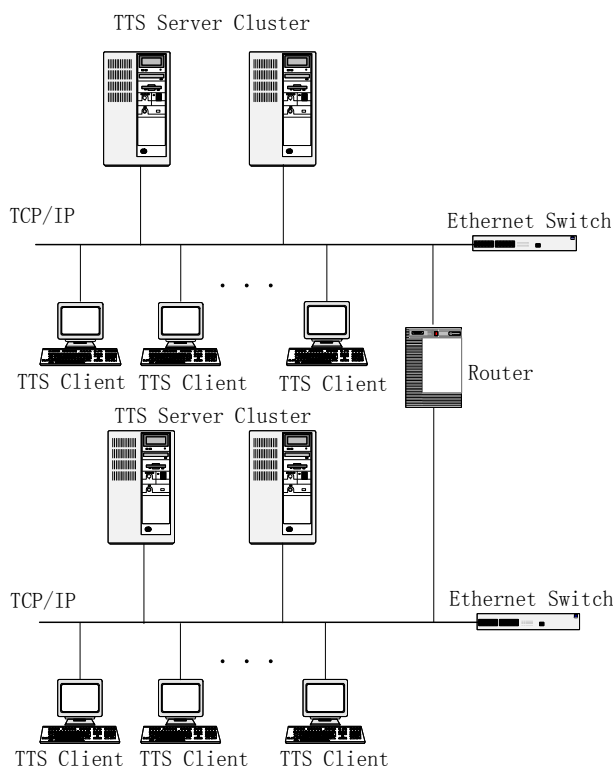 TTS Server Cluster
TCP/IP
Ethernet Switch
. . .
TTS Client TTS Client TTS Client
Router
TTS Server Cluster
TCP/IP
Ethernet Switch
. . .
TTS Client TTS Client TTS Client